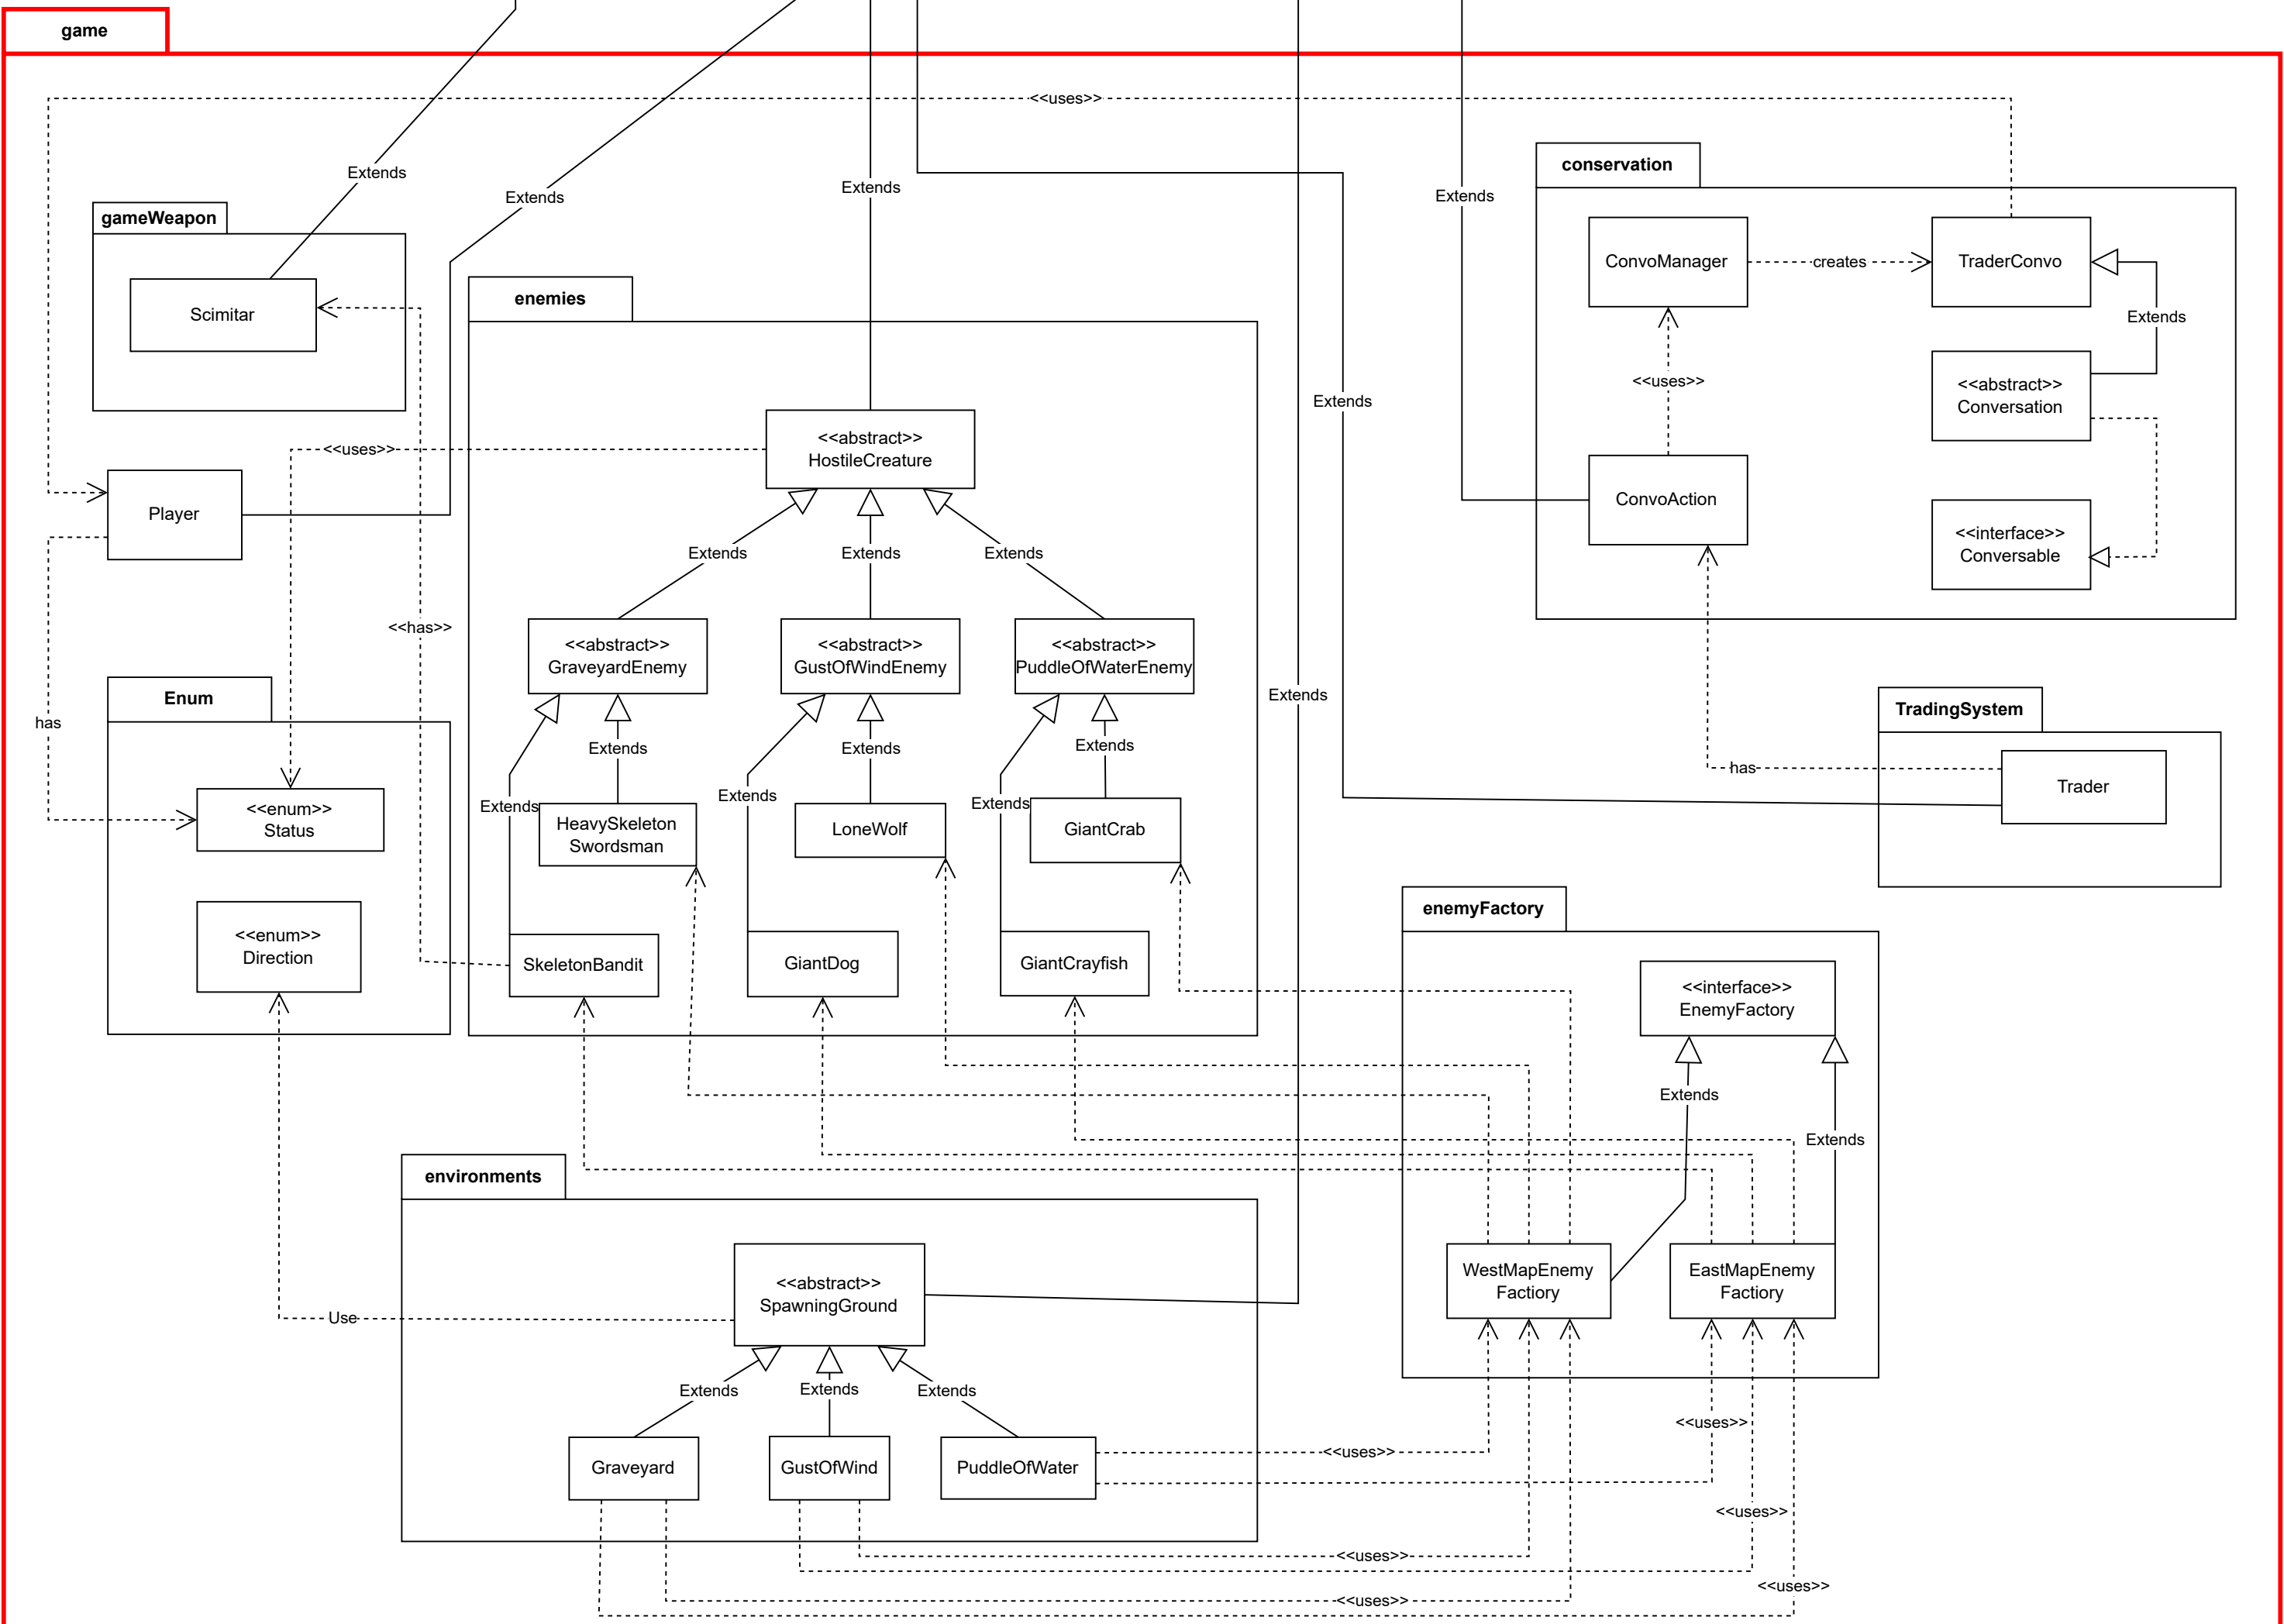 game
<<uses>>
Extends
Extends
Extends
Extends
conservation
gameWeapon
ConvoManager
creates
TraderConvo
Scimitar
enemies
Extends
<<uses>>
<<abstract>>
Conversation
Extends
<<abstract>>
HostileCreature
<<uses>>
Player
ConvoAction
<<interface>>
Conversable
Extends
Extends
Extends
<<has>>
<<abstract>>
GraveyardEnemy
<<abstract>>
GustOfWindEnemy
<<abstract>>
PuddleOfWaterEnemy
Extends
Enum
has
TradingSystem
Extends
Extends
Extends
has
Trader
Extends
Extends
Extends
<<enum>>
Status
HeavySkeleton
Swordsman
LoneWolf
GiantCrab
enemyFactory
<<enum>>
Direction
SkeletonBandit
GiantDog
GiantCrayfish
<<interface>>
EnemyFactory
Extends
Extends
environments
<<abstract>>
SpawningGround
WestMapEnemy
Factiory
EastMapEnemy
Factiory
Use
Extends
Extends
Extends
<<uses>>
<<uses>>
Graveyard
GustOfWind
PuddleOfWater
<<uses>>
<<uses>>
<<uses>>
<<uses>>